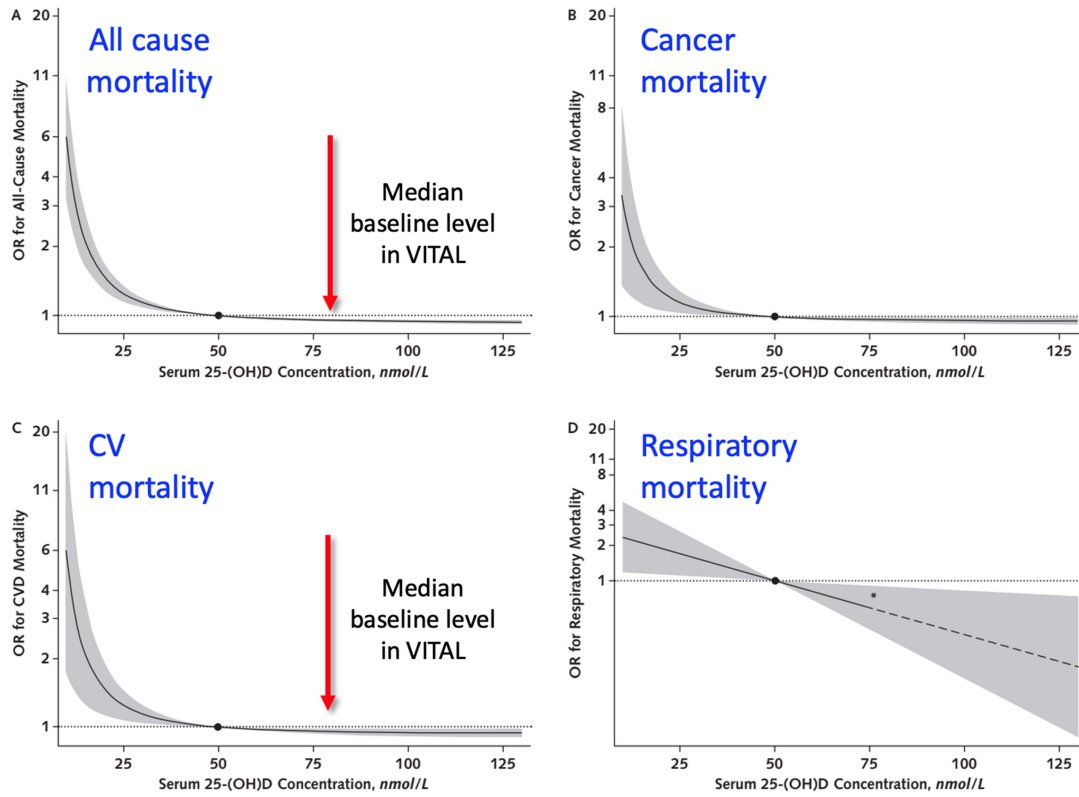 A
All cause
mortality
OR for All-Cause Mortality
20
11
6
4
3
2
1
Median
baseline level
in VITAL
25 50 75 100 125
Serum 25-(OH)D Concentration, nmol/L
B
Cancer
mortality
OR for Cancer Mortality
20
11
8
4
3
2
1
25 50 75 100 125
Serum 25-(OH)D Concentration, nmol/L
C
CV
mortality
OR for CVD Mortality
20
11
6
4
3
2
1
Median
baseline level
in VITAL
25 50 75 100 125
Serum 25-(OH)D Concentration, nmol/L
D
Respiratory
mortality
OR for Respiratory Mortality
20
11
8
4
3
2
1
*
25 50 75 100 125
Serum 25-(OH)D Concentration, nmol/L